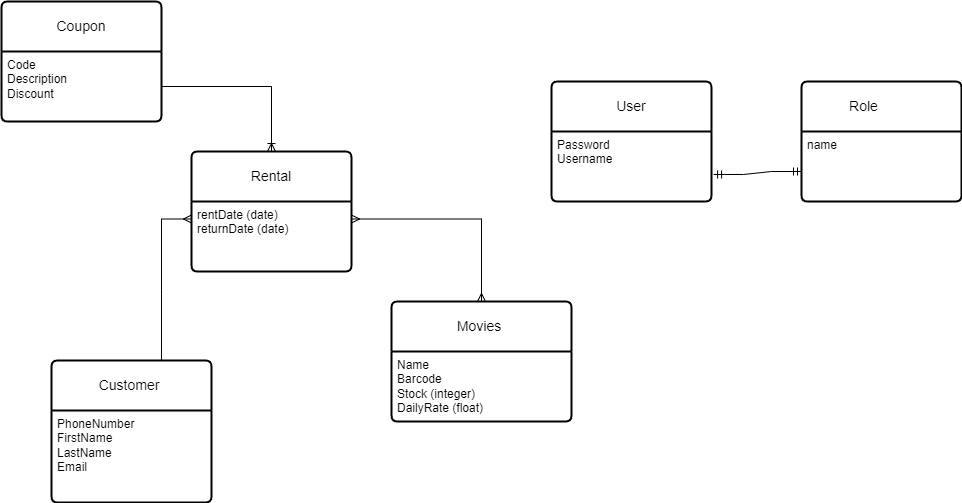 Coupon
Code
Description
Discount
User
Password
Username
Role
name
Rental
rentDate (date)
returnDate (date)
Movies
Name
Barcode
Stock (integer)
DailyRate (float)
Customer
PhoneNumber
FirstName
LastName
Email